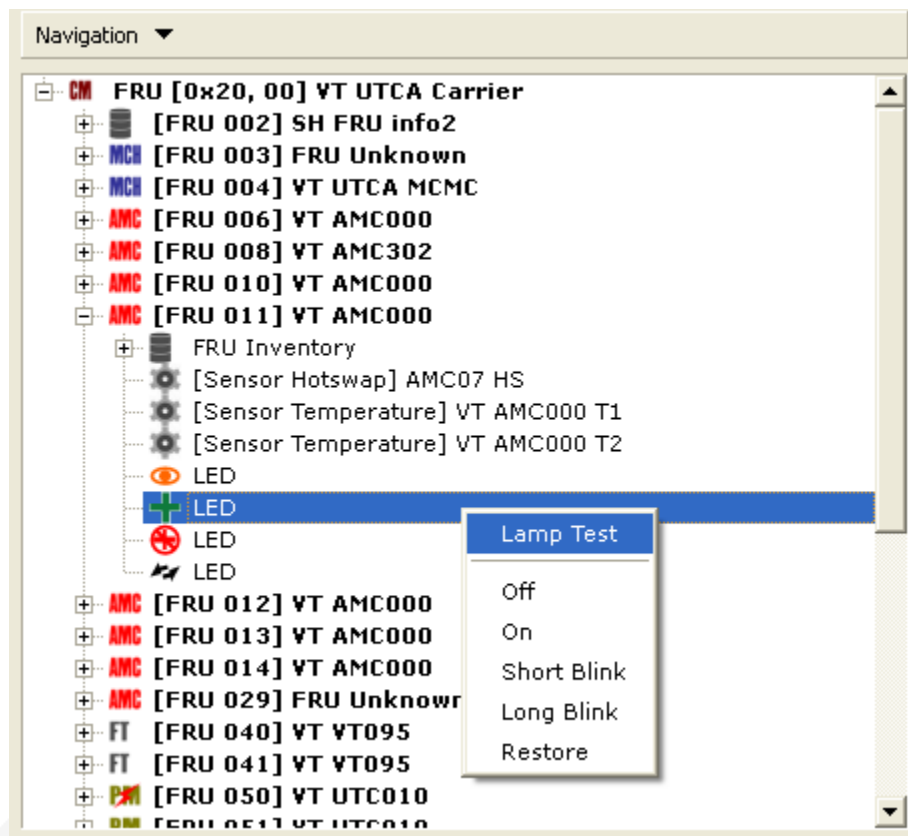 Navigation
CM FRU [0x20, 00] VT UTCA Carrier
[FRU 002] SH FRU info2
MCH [FRU 003] FRU Unknown
MCH [FRU 004] VT UTCA MCMC
AMC [FRU 006] VT AMC000
AMC [FRU 008] VT AMC302
AMC [FRU 010] VT AMC000
AMC [FRU 011] VT AMC000
FRU Inventory
[Sensor Hotswap] AMC07 HS
[Sensor Temperature] VT AMC000 T1
[Sensor Temperature] VT AMC000 T2
LED
LED
LED
LED
AMC [FRU 012] VT AMC000
AMC [FRU 013] VT AMC000
AMC [FRU 014] VT AMC000
AMC [FRU 029] FRU Unknown
FT [FRU 040] VT VT095
FT [FRU 041] VT VT095
PM [FRU 050] VT UTC010
PM [FRU 051] VT UTC010
Lamp Test
Off
On
Short Blink
Long Blink
Restore